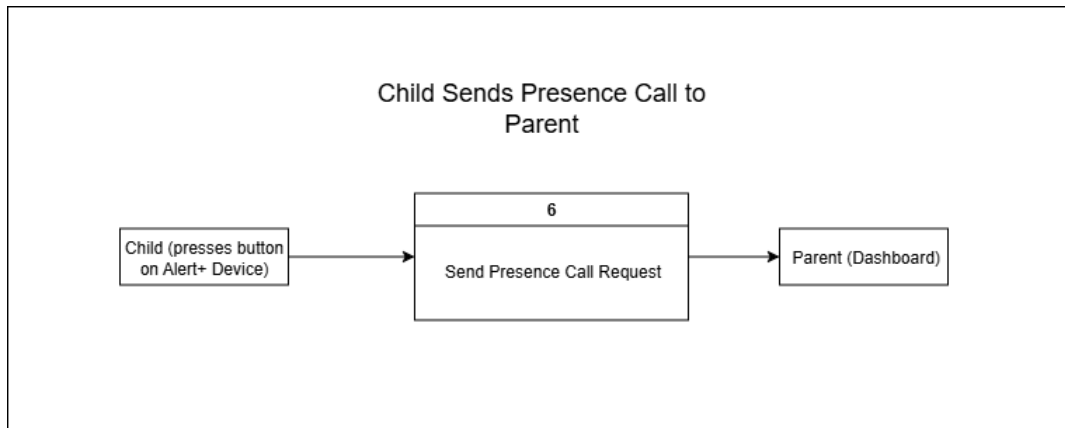 Child Sends Presence Call to
Parent
6
Child (presses button
on Alert+ Device)
Send Presence Call Request
Parent (Dashboard)